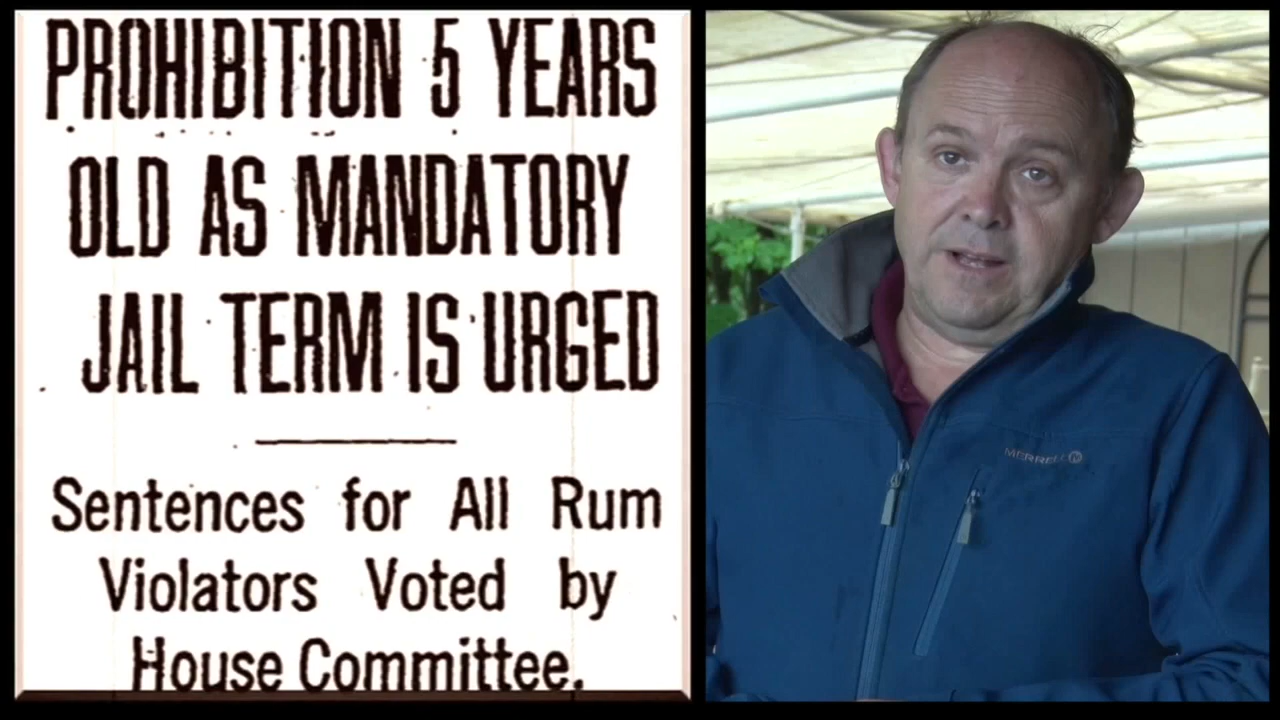 PROHIBITION 5 YEARS
OLD AS MANDATORY
JAIL TERM IS URGED
Sentences for All Rum
Violators Voted by
House Committee.
MERRELL